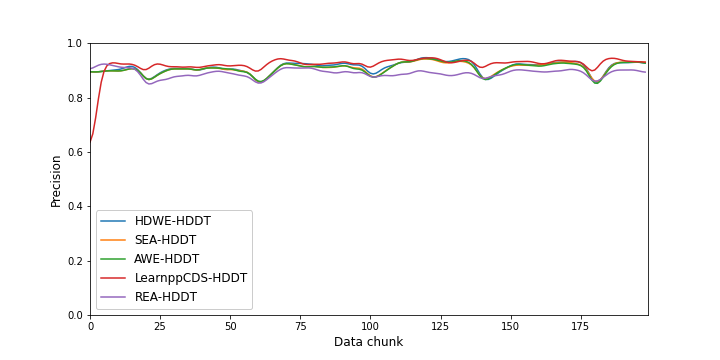 1.0
0.8
0.6
0.4
0.2
0.0
Precision
HDWE-HDDT
SEA-HDDT
AWE-HDDT
LearnppCDS-HDDT
REA-HDDT
0 25 50 75 100 125 150 175
Data chunk